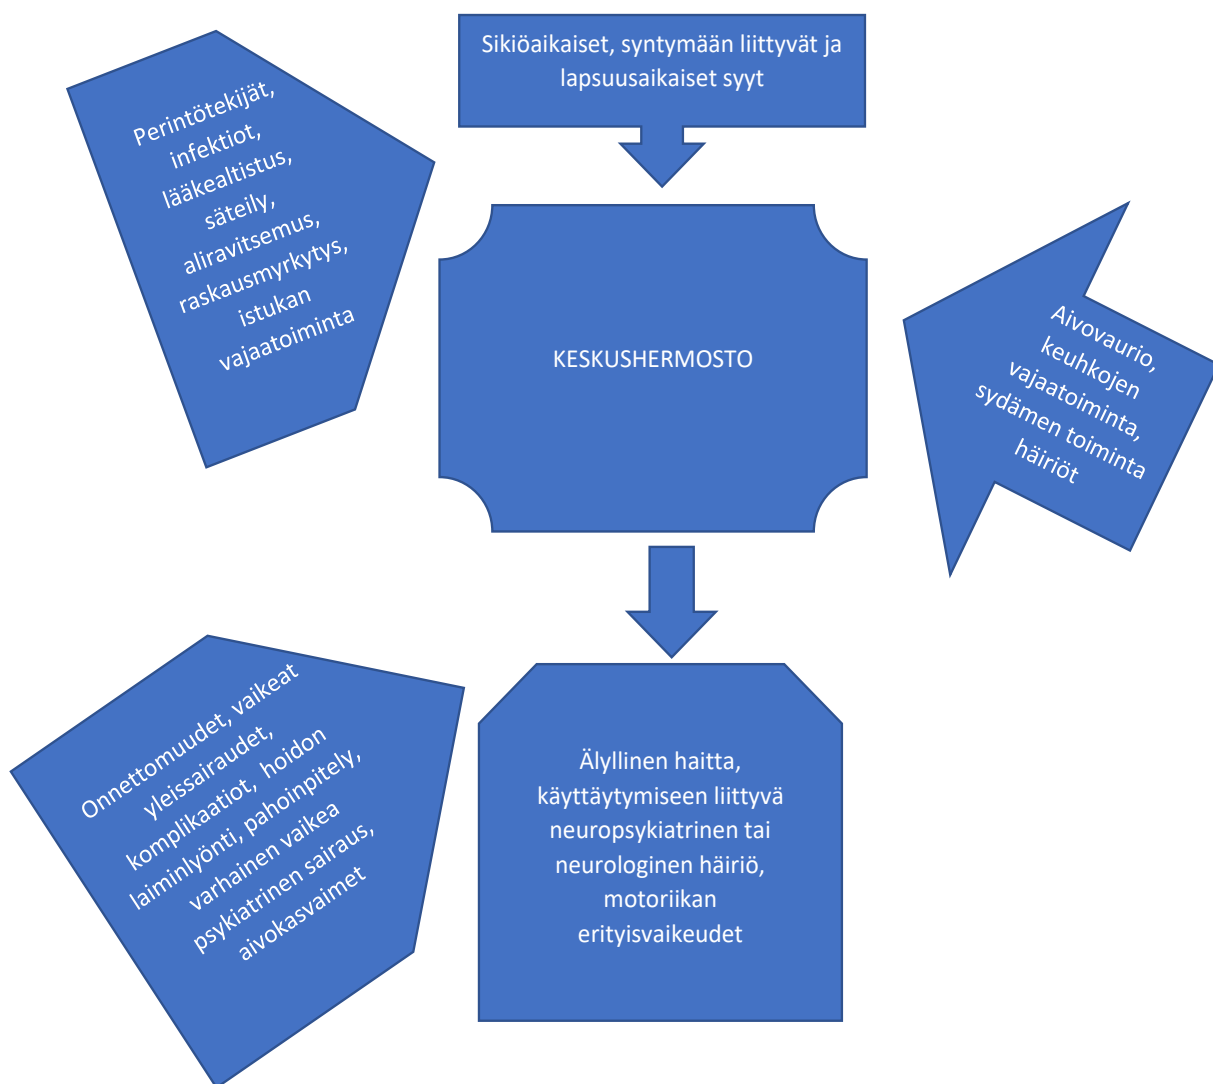 Sikiöaikaiset, syntymään liittyvät ja
lapsuusaikaiset syyt
Perintötekijät,
infektiot,
lääkealtistus,
säteily,
aliravitsemus,
raskausmyrkytys,
istukan
vajaatoiminta
KESKUSHERMOSTO
Aivovaurio,
keuhkojen
vajaatoiminta,
sydämen toiminta
häiriöt
Onnettomuudet, vaikeat
yleissairaudet,
komplikaatiot, hoidon
laiminlyönti, pahoinpitely,
varhainen vaikea
psykiatrinen sairaus,
aivokasvaimet
Älyllinen haitta,
käyttäytymiseen liittyvä
neuropsykiatrinen tai
neurologinen häiriö,
motoriikan
erityisvaikeudet